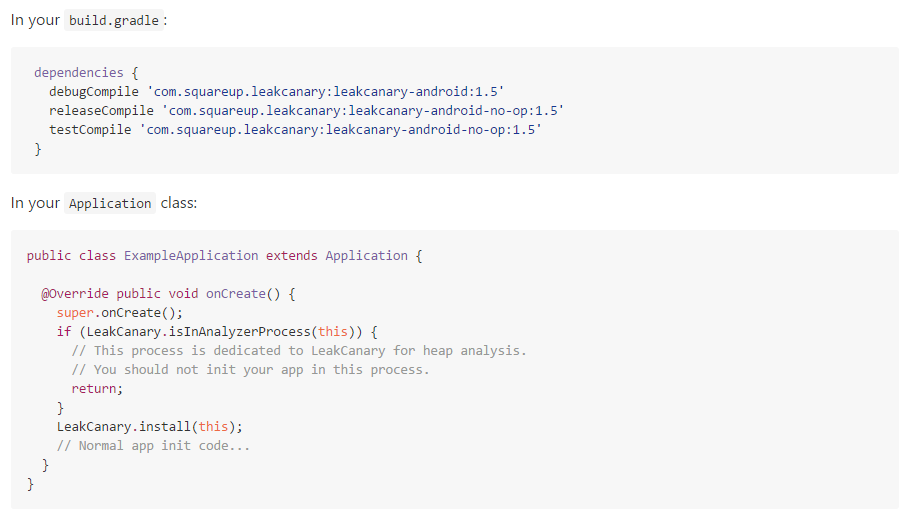 In your build.gradle:
dependencies {
debugCompile 'com.squareup.leakcanary:leakcanary-android:1.5'
releaseCompile 'com.squareup.leakcanary:leakcanary-android-no-op:1.5'
testCompile 'com.squareup.leakcanary:leakcanary-android-no-op:1.5'
}
In your Application class:
public class ExampleApplication extends Application {
@Override public void onCreate() {
super.onCreate();
if (LeakCanary.isInAnalyzerProcess(this)) {
// This process is dedicated to LeakCanary for heap analysis.
// You should not init your app in this process.
return;
}
LeakCanary.install(this);
// Normal app init code...
}
}